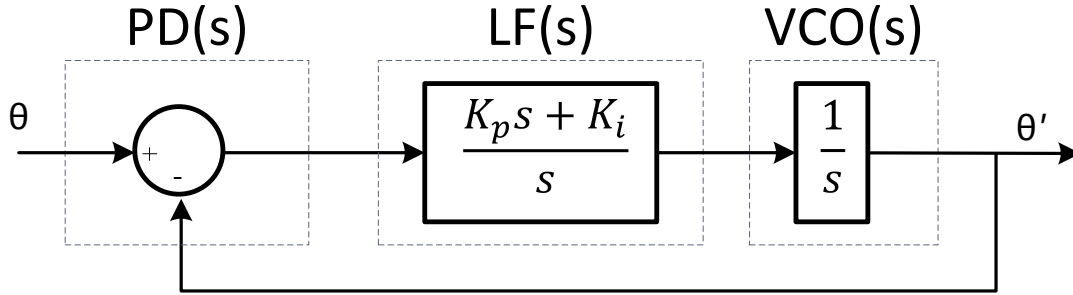 PD(s) LF(s) VCO(s)
θ
+
-
K_p s + K_i
s
1
s
θ′